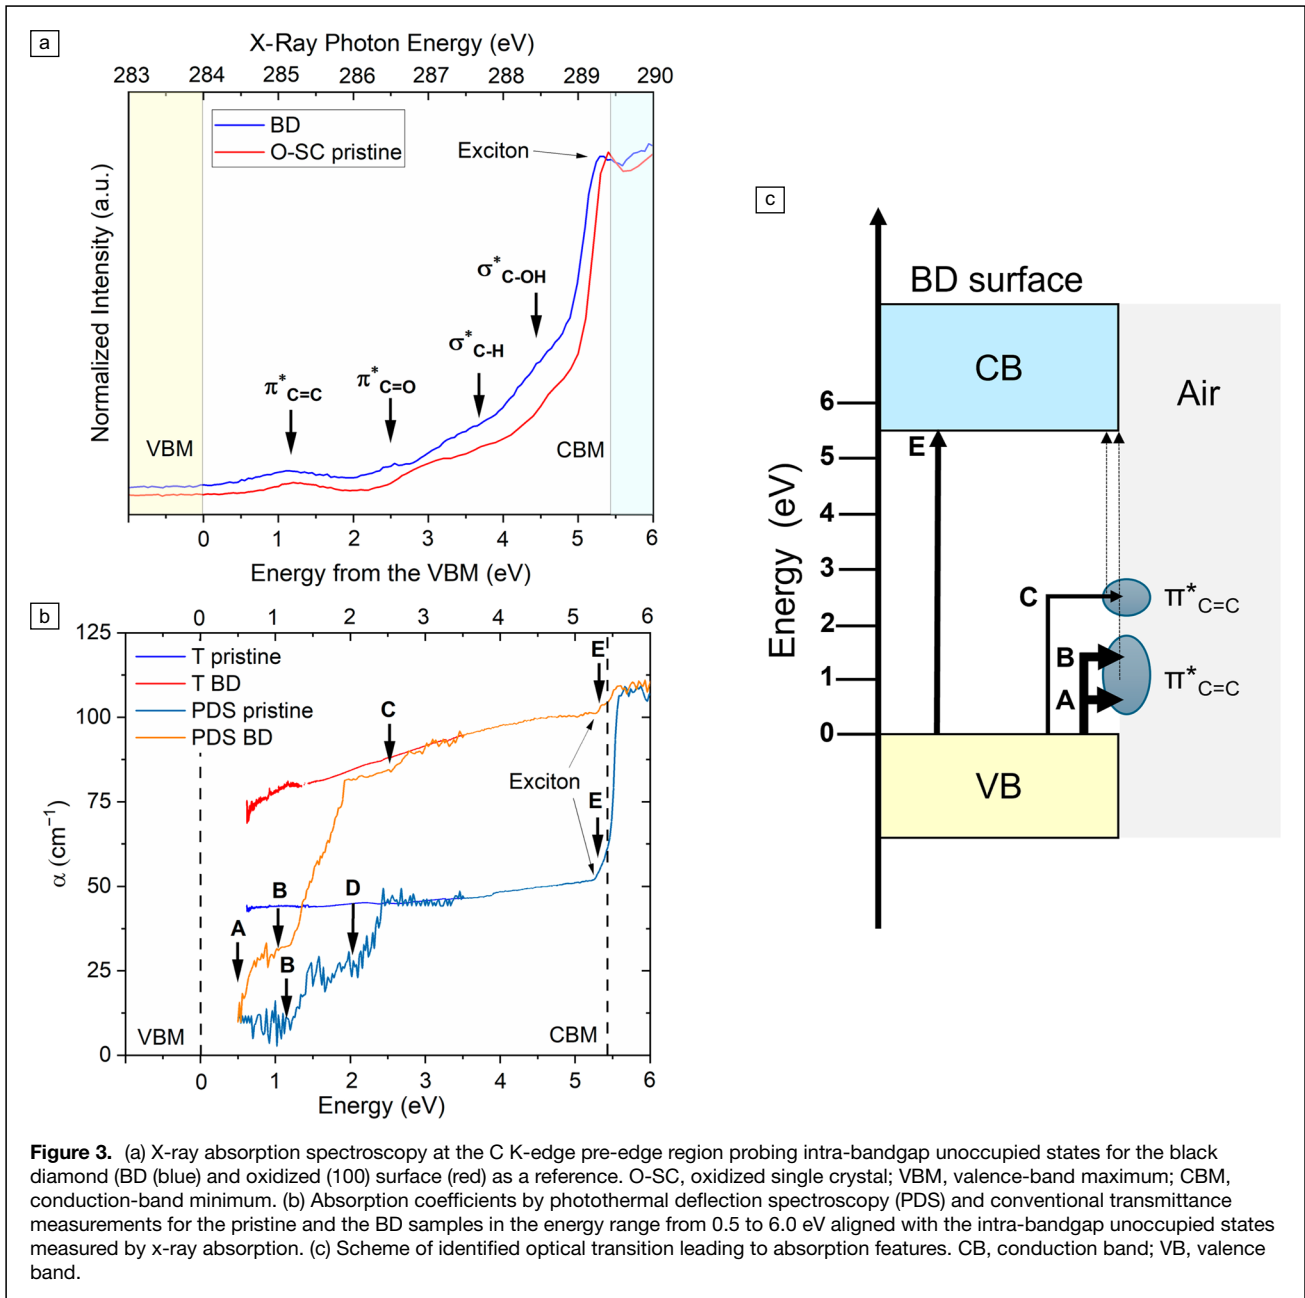 a
X-Ray Photon Energy (eV)
283 284 285 286 287 288 289 290
BD
O-SC pristine
Exciton
σ*C-OH
σ*C-H
π*C=C
π*C=O
VBM
CBM
Normalized Intensity (a.u.)
0 1 2 3 4 5 6
Energy from the VBM (eV)
b
0 1 2 3 4 5 6
125
100
75
50
25
0
α (cm⁻¹)
T pristine
T BD
PDS pristine
PDS BD
E
C
Exciton
E
B
D
A
B
VBM
CBM
0 1 2 3 4 5 6
Energy (eV)
c
BD surface
CB
Air
6
5
4
3
2
1
0
Energy (eV)
E
C
B
A
π*C=C
π*C=C
VB
Figure 3. (a) X-ray absorption spectroscopy at the C K-edge pre-edge region probing intra-bandgap unoccupied states for the black
diamond (BD (blue) and oxidized (100) surface (red) as a reference. O-SC, oxidized single crystal; VBM, valence-band maximum; CBM,
conduction-band minimum. (b) Absorption coefficients by photothermal deflection spectroscopy (PDS) and conventional transmittance
measurements for the pristine and the BD samples in the energy range from 0.5 to 6.0 eV aligned with the intra-bandgap unoccupied states
measured by x-ray absorption. (c) Scheme of identified optical transition leading to absorption features. CB, conduction band; VB, valence
band.